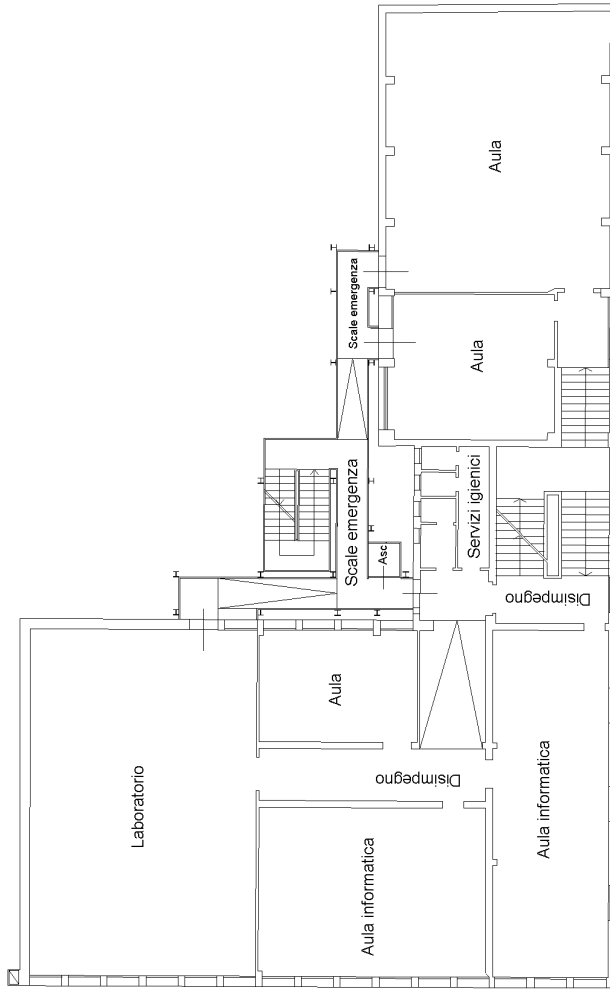 Aula
Scale emergenza
Aula
Scale emergenza
Asc
Servizi igienici
Disimpegno
Aula
Disimpegno
Laboratorio
Aula informatica
Aula informatica